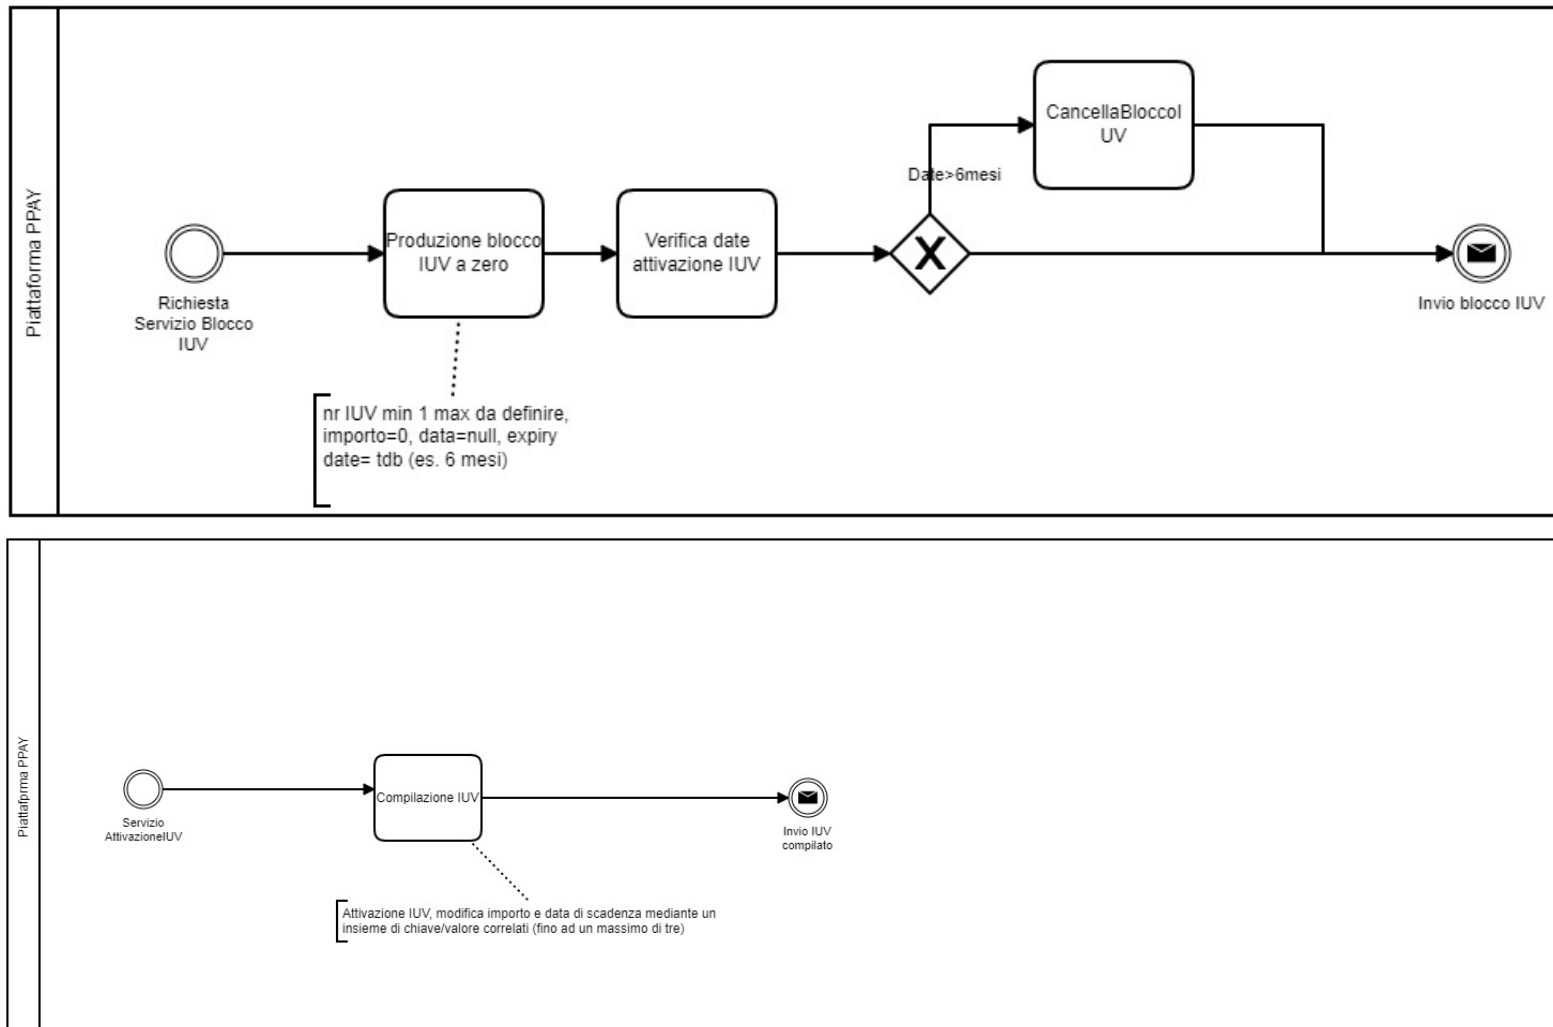 Piattaforma PPAY
CancellaBloccoI
UV
Date>6mesi
Produzione blocco
IUV a zero
Verifica date
attivazione IUV
Richiesta
Servizio Blocco
IUV
Invio blocco IUV
nr IUV min 1 max da definire,
importo=0, data=null, expiry
date= tdb (es. 6 mesi)
Piattafprma PPAY
Servizio
AttivazioneIUV
Compilazione IUV
Invio IUV
compilato
Attivazione IUV, modifica importo e data di scadenza mediante un
insieme di chiave/valore correlati (fino ad un massimo di tre)